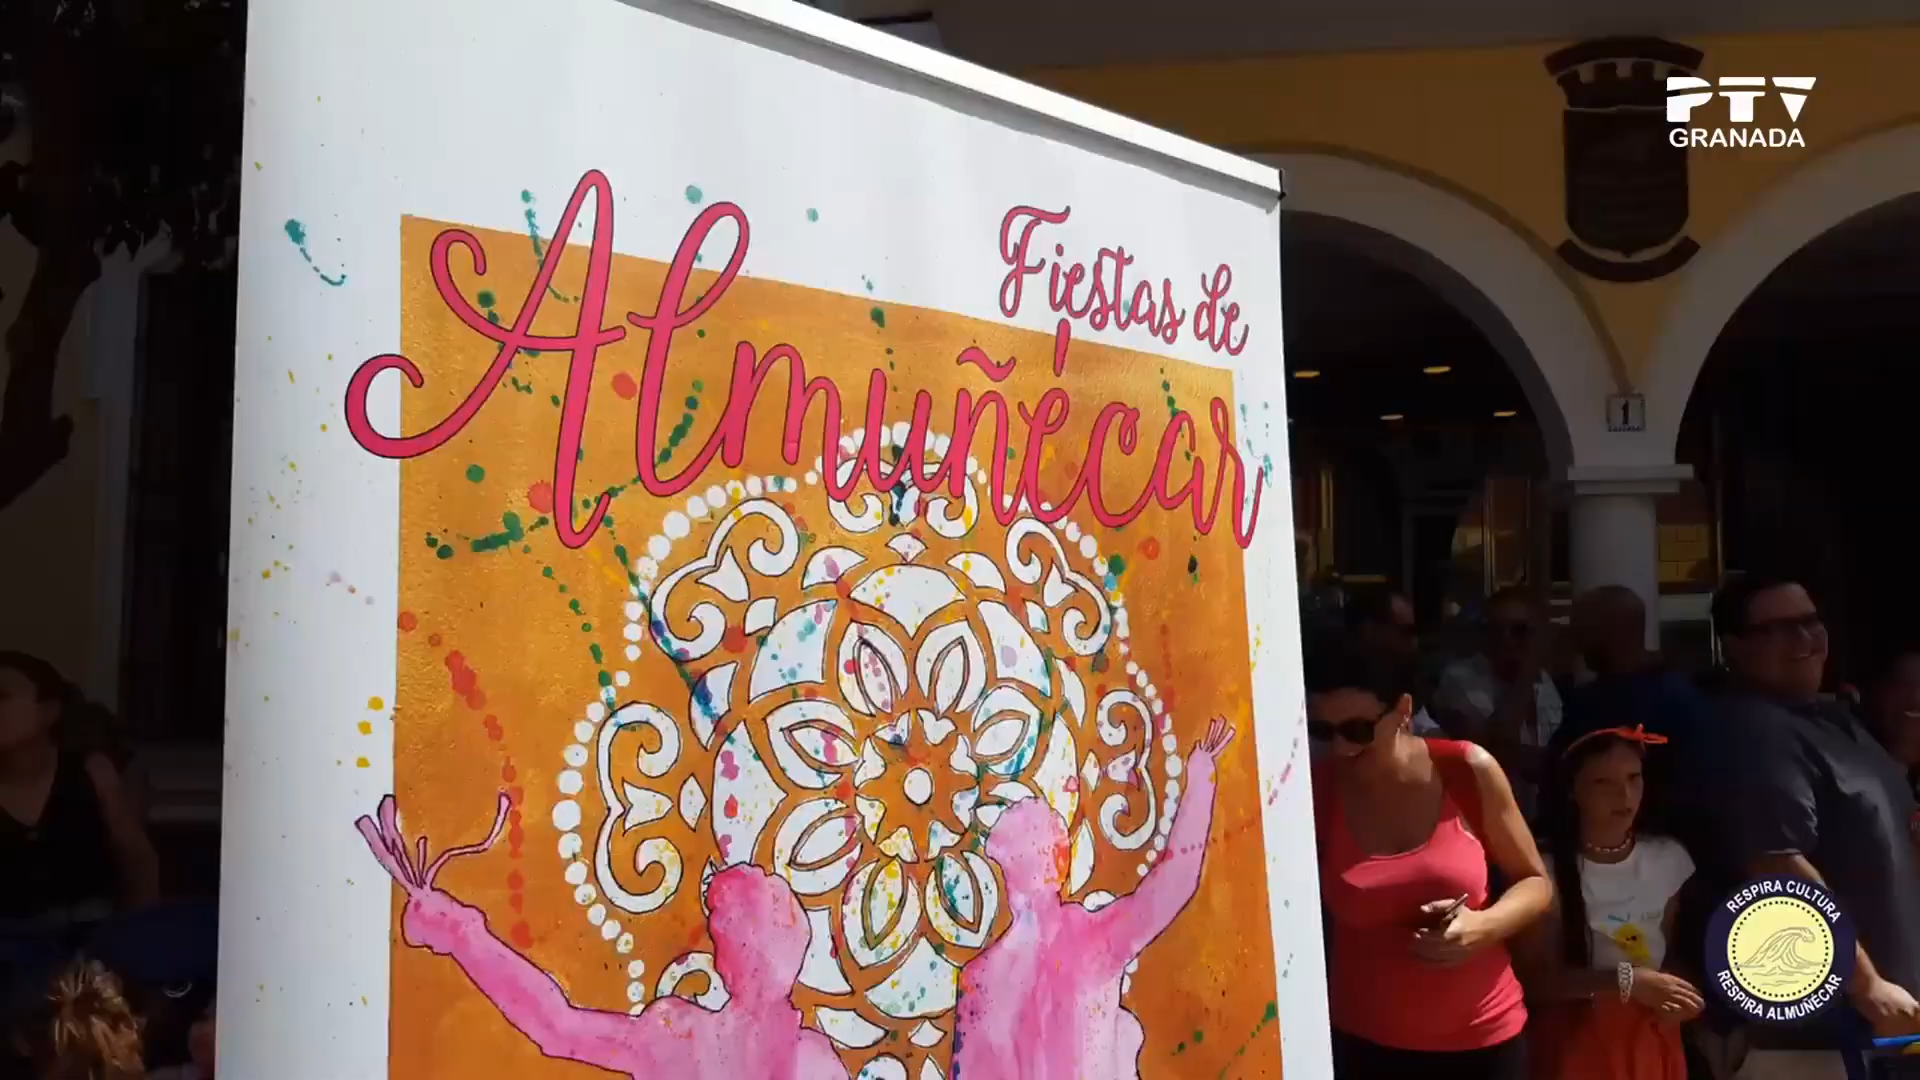 PTV
GRANADA
Fiestas de
Almuñécar
1
RESPIRA CULTURA
RESPIRA ALMUÑÉCAR